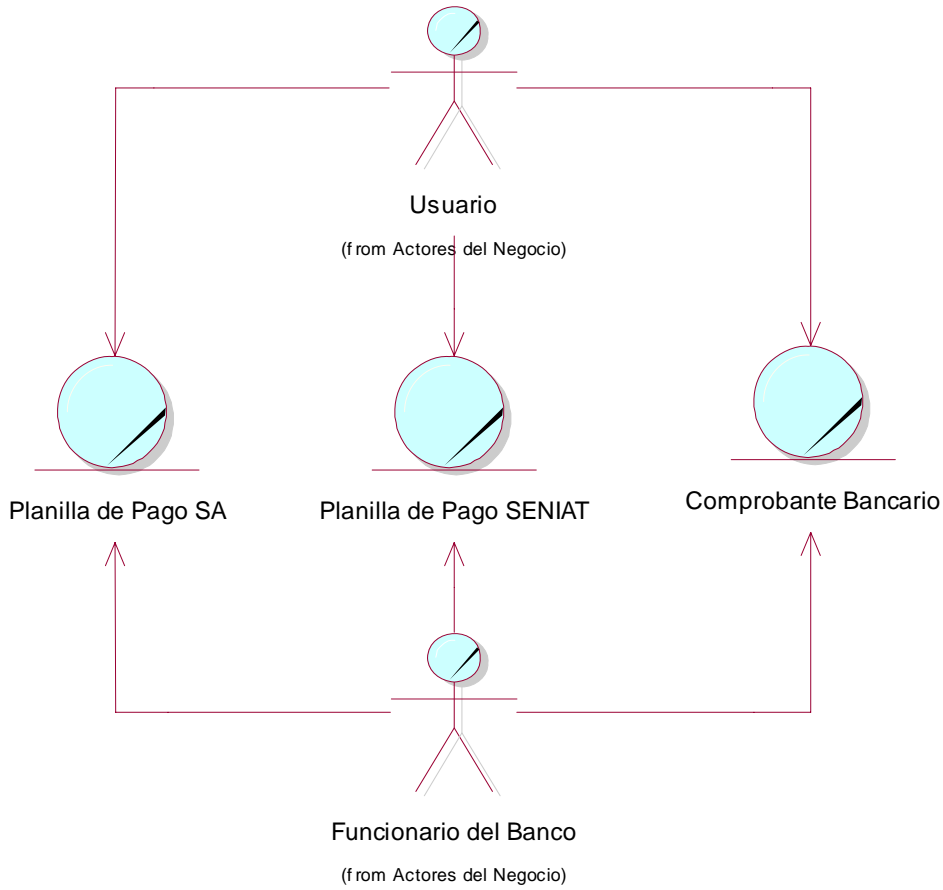 Usuario
(from Actores del Negocio)
Planilla de Pago SA
Planilla de Pago SENIAT
Comprobante Bancario
Funcionario del Banco
(from Actores del Negocio)